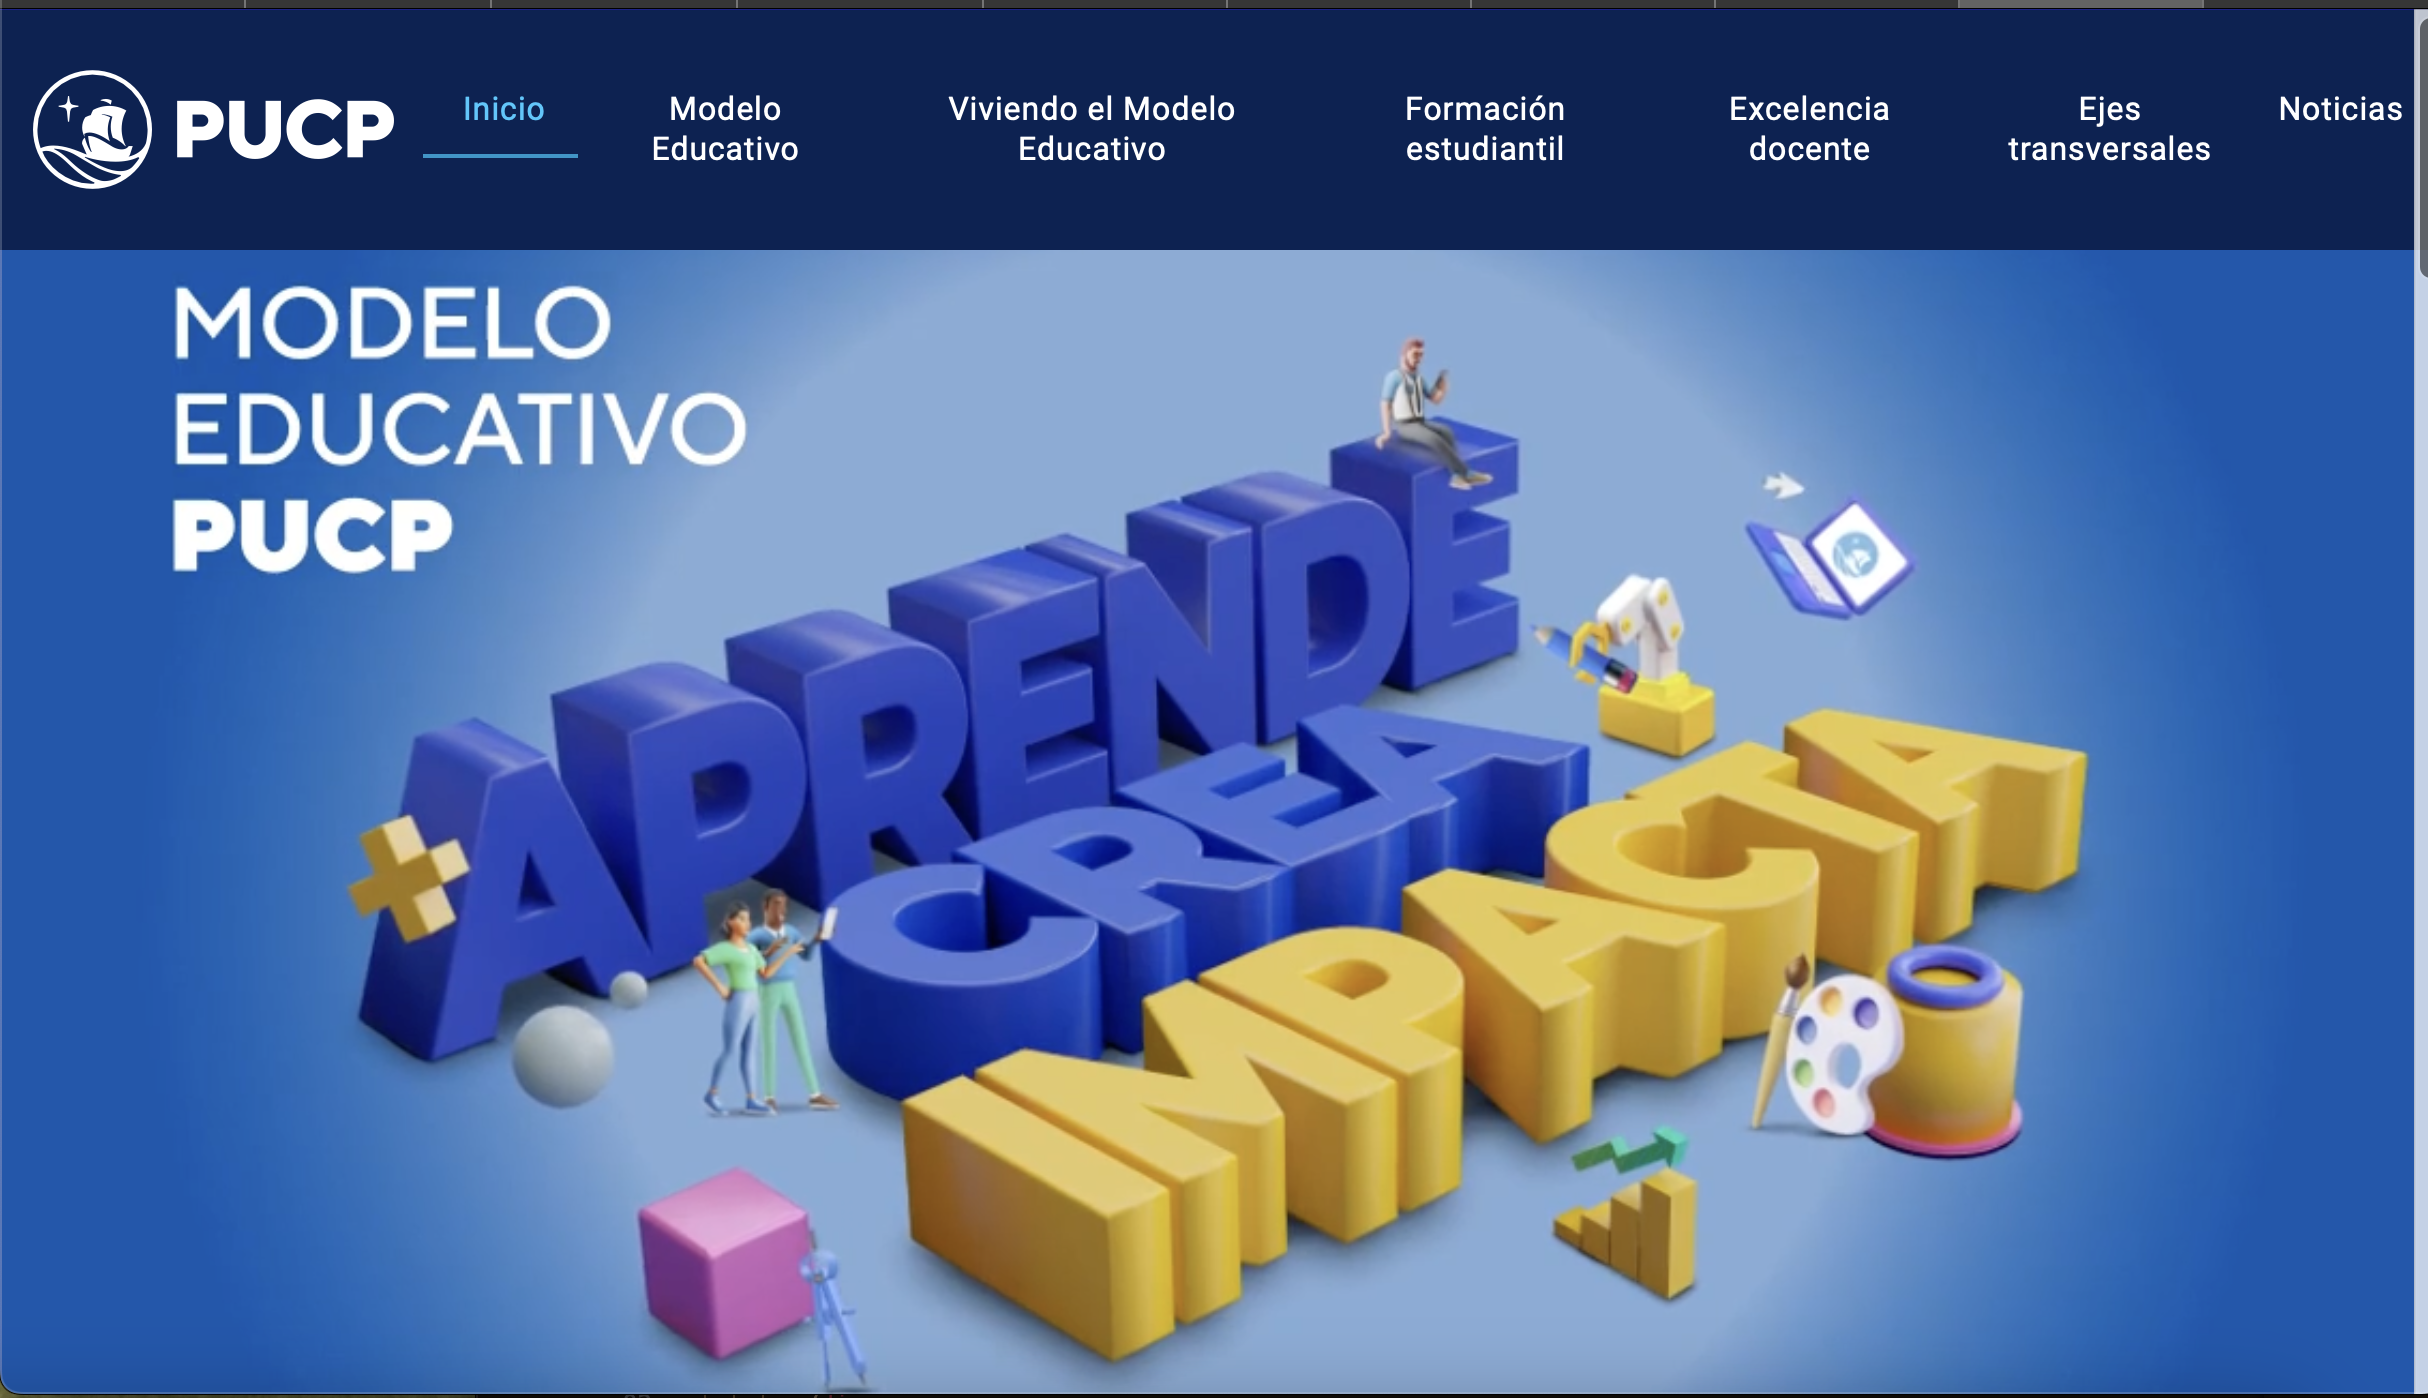 PUCP
Inicio
Modelo
Educativo
Viviendo el Modelo
Educativo
Formación
estudiantil
Excelencia
docente
Ejes
transversales
Noticias
MODELO
EDUCATIVO
PUCP
APRENDE
CREA
IMPACTA